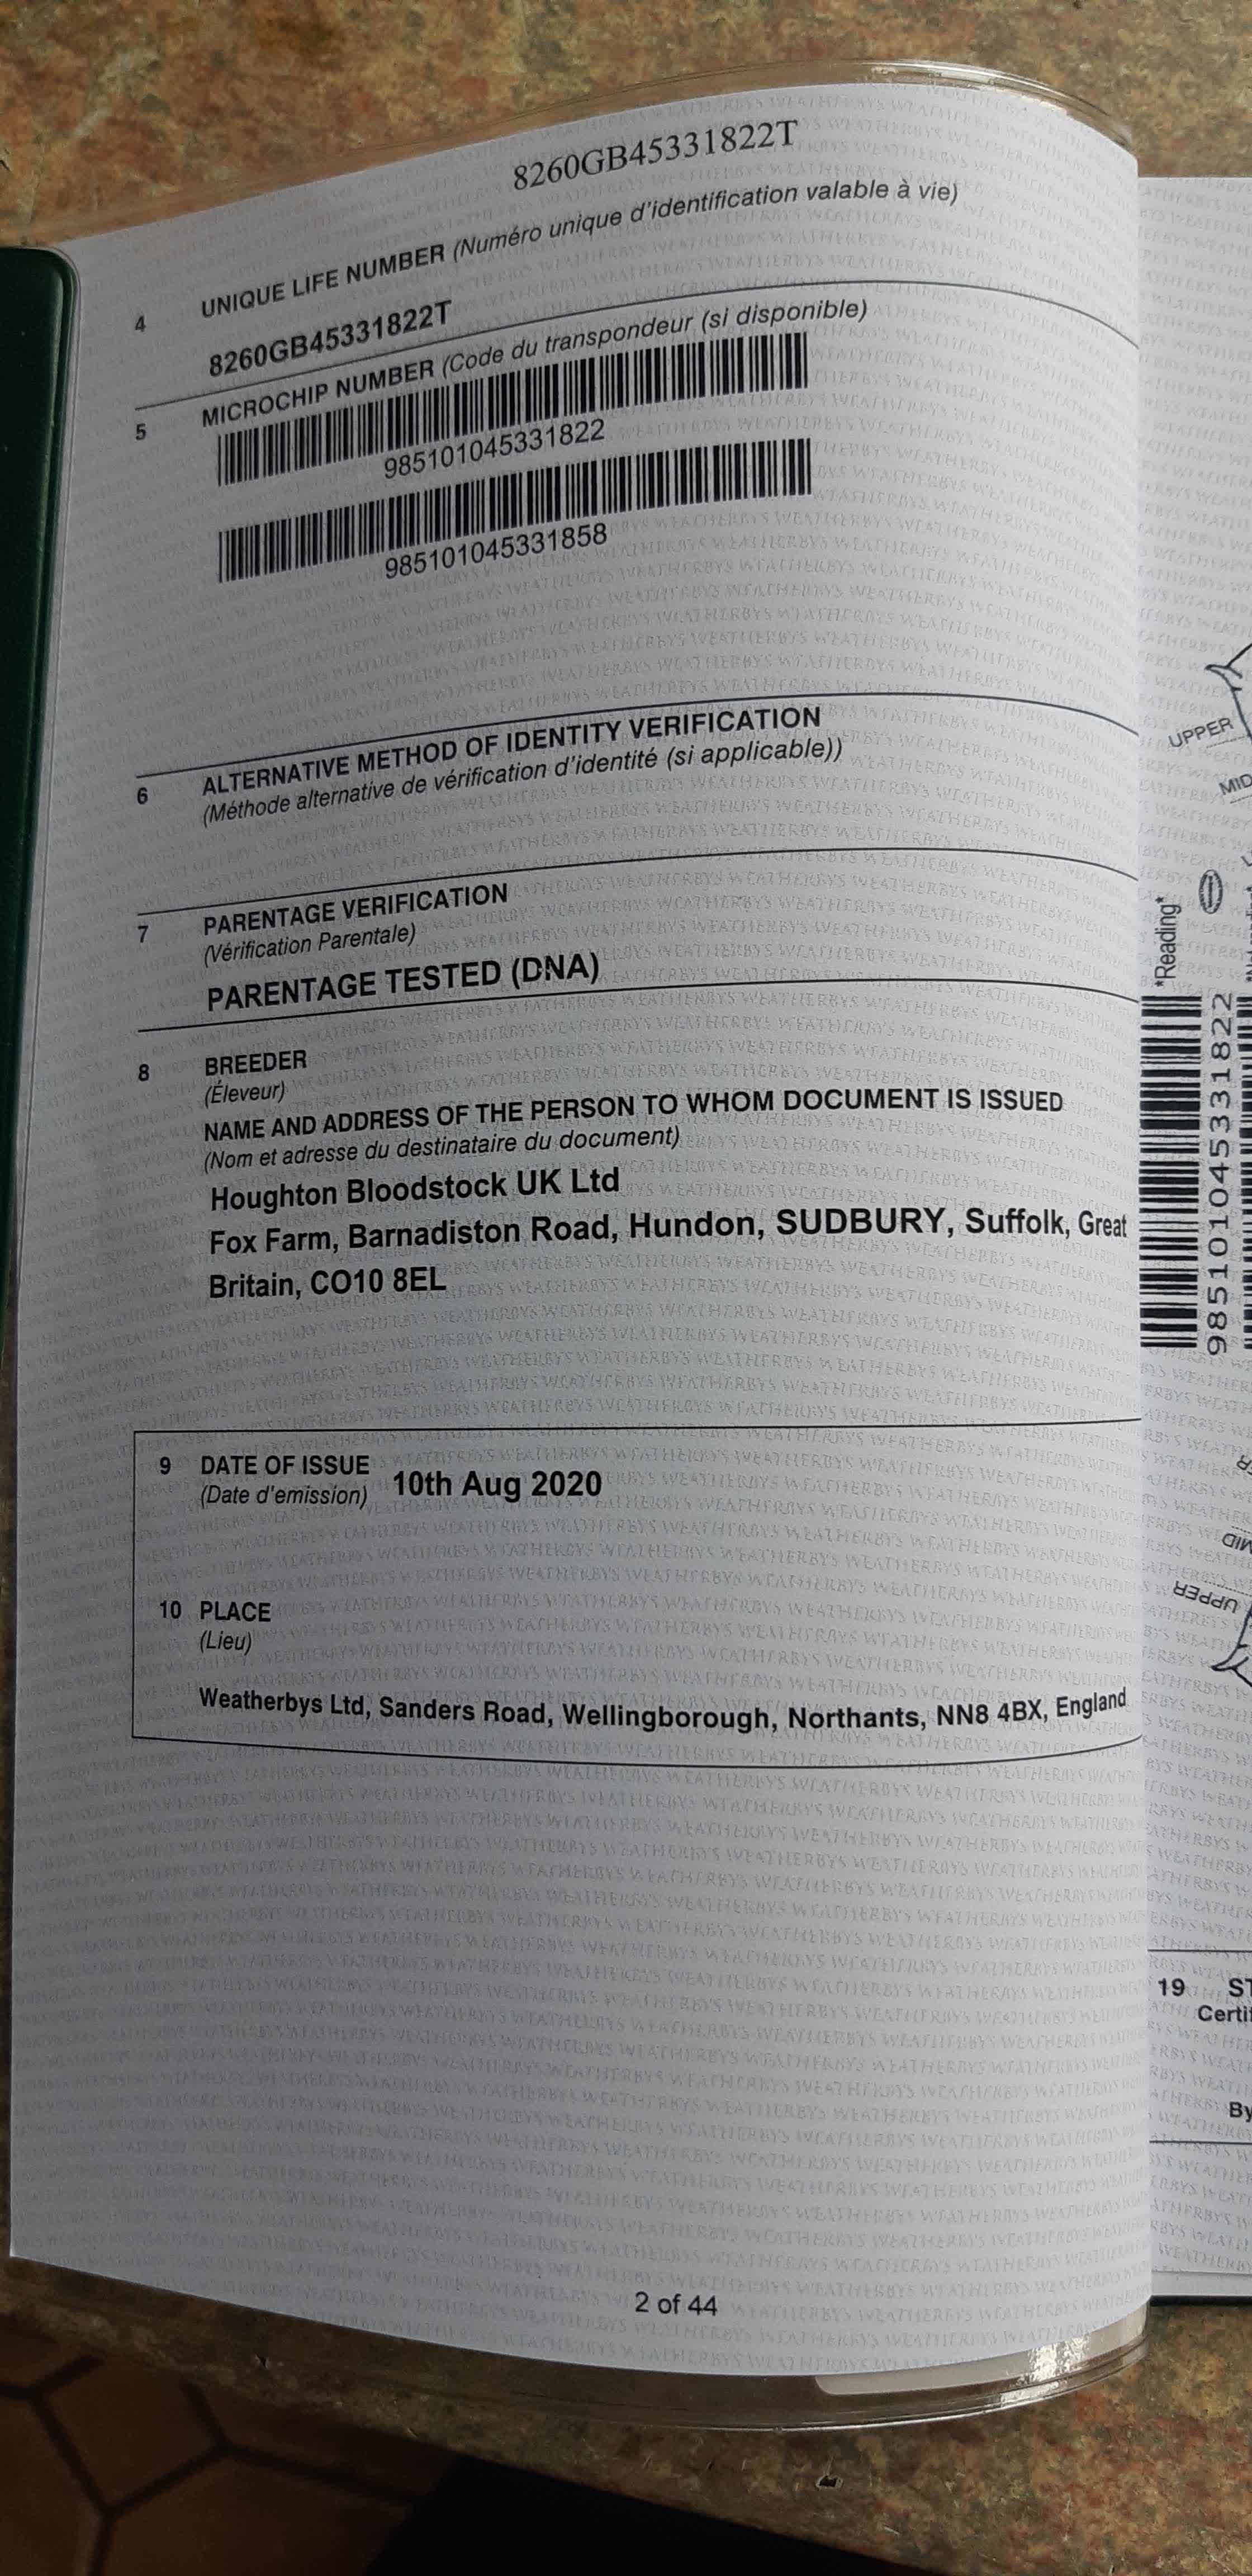 8260GB45331822T
4 UNIQUE LIFE NUMBER (Numéro unique d'identification valable à vie)
8260GB45331822T
5 MICROCHIP NUMBER (Code du transpondeur (si disponible)
985101045331822
985101045331858
6 ALTERNATIVE METHOD OF IDENTITY VERIFICATION
(Méthode alternative de vérification d'identité (si applicable))
7 PARENTAGE VERIFICATION
(Vérification Parentale)
PARENTAGE TESTED (DNA)
8 BREEDER
(Éleveur)
NAME AND ADDRESS OF THE PERSON TO WHOM DOCUMENT IS ISSUED
(Nom et adresse du destinataire du document)
Houghton Bloodstock UK Ltd
Fox Farm, Barnadiston Road, Hundon, SUDBURY, Suffolk, Great
Britain, CO10 8EL
9 DATE OF ISSUE
(Date d'emission) 10th Aug 2020
10 PLACE
(Lieu)
Weatherbys Ltd, Sanders Road, Wellingborough, Northants, NN8 4BX, England
2 of 44
UPPER
MID
*Reading*
985101045331822
MID
UPPER
19
By